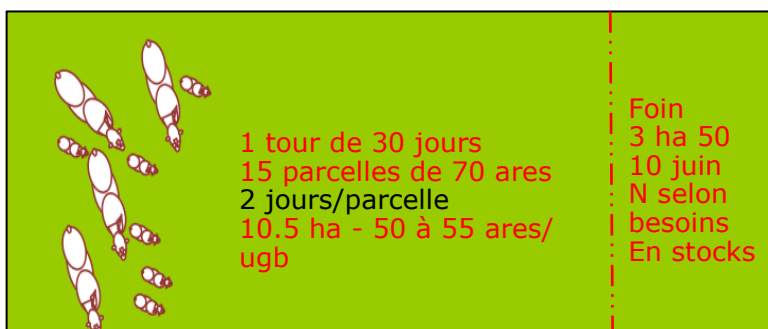 1 tour de 30 jours
15 parcelles de 70 ares
2 jours/parcelle
10.5 ha - 50 à 55 ares/
ugb
Foin
3 ha 50
10 juin
N selon
besoins
En stocks